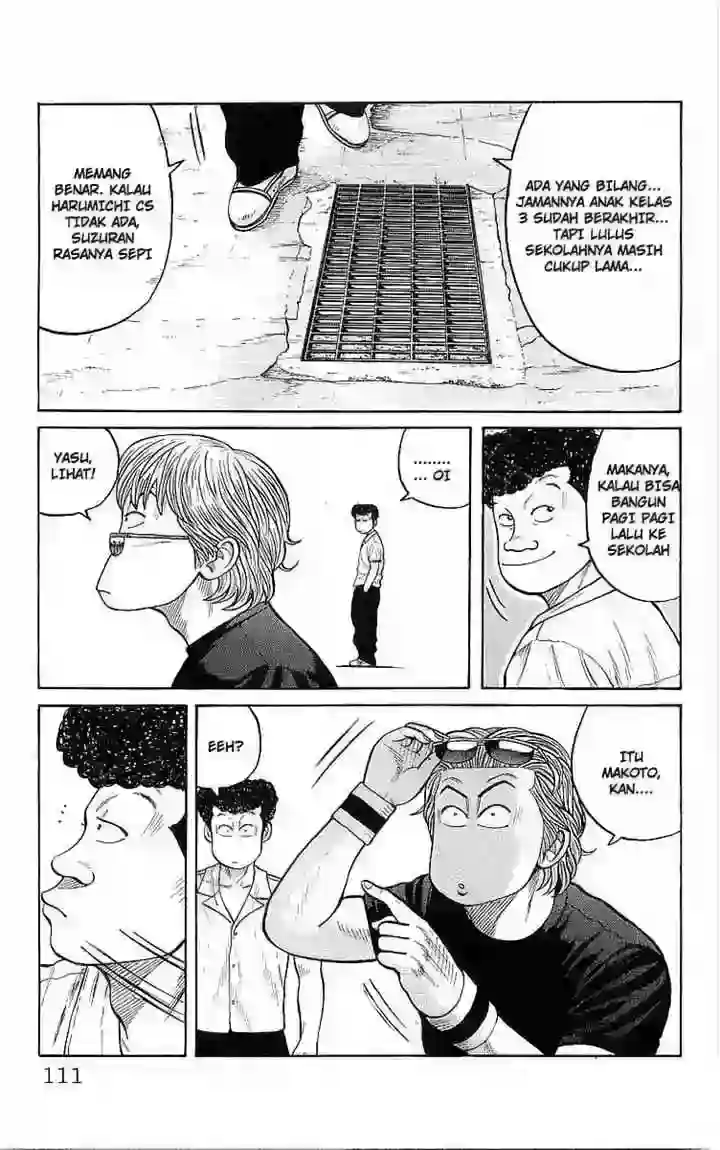 ADA YANG BILANG...
JAMANNYA ANAK KELAS
3 SUDAH BERAKHIR...
TAPI LULUS
SEKOLAHNYA MASIH
CUKUP LAMA...
MEMANG
BENAR. KALAU
HARUMICHI CS
TIDAK ADA,
SUZURAN
RASANYA SEPI
MAKANYA,
KALAU BISA
BANGUN
PAGI PAGI
LALU KE
SEKOLAH
........
... OI
YASU,
LIHAT!
ITU
MAKOTO,
KAN....
EEH?
...
111